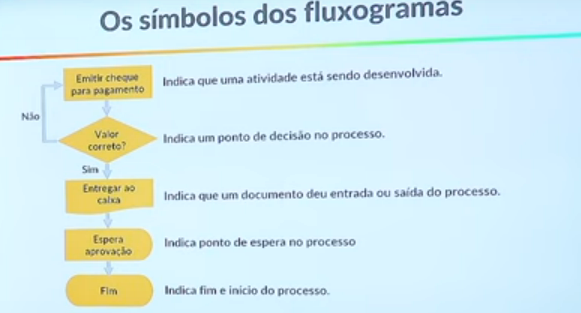 Os símbolos dos fluxogramas
Emitir cheque
para pagamento
Indica que uma atividade está sendo desenvolvida.
Não
Valor
correto?
Indica um ponto de decisão no processo.
Sim
Entregar ao
caixa
Indica que um documento deu entrada ou saída do processo.
Espera
aprovação
Indica ponto de espera no processo
Fim
Indica fim e inicio do processo.